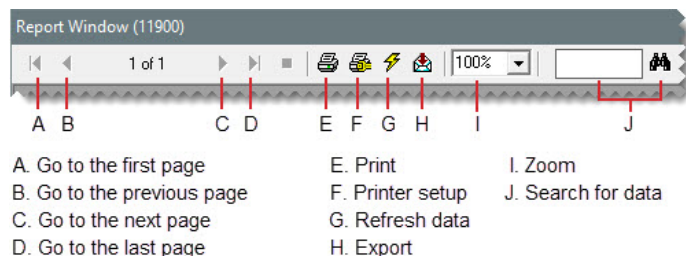 Report Window (11900)
1 of 1 100%
A B C D E F G H I J
A. Go to the first page E. Print I. Zoom
B. Go to the previous page F. Printer setup J. Search for data
C. Go to the next page G. Refresh data
D. Go to the last page H. Export